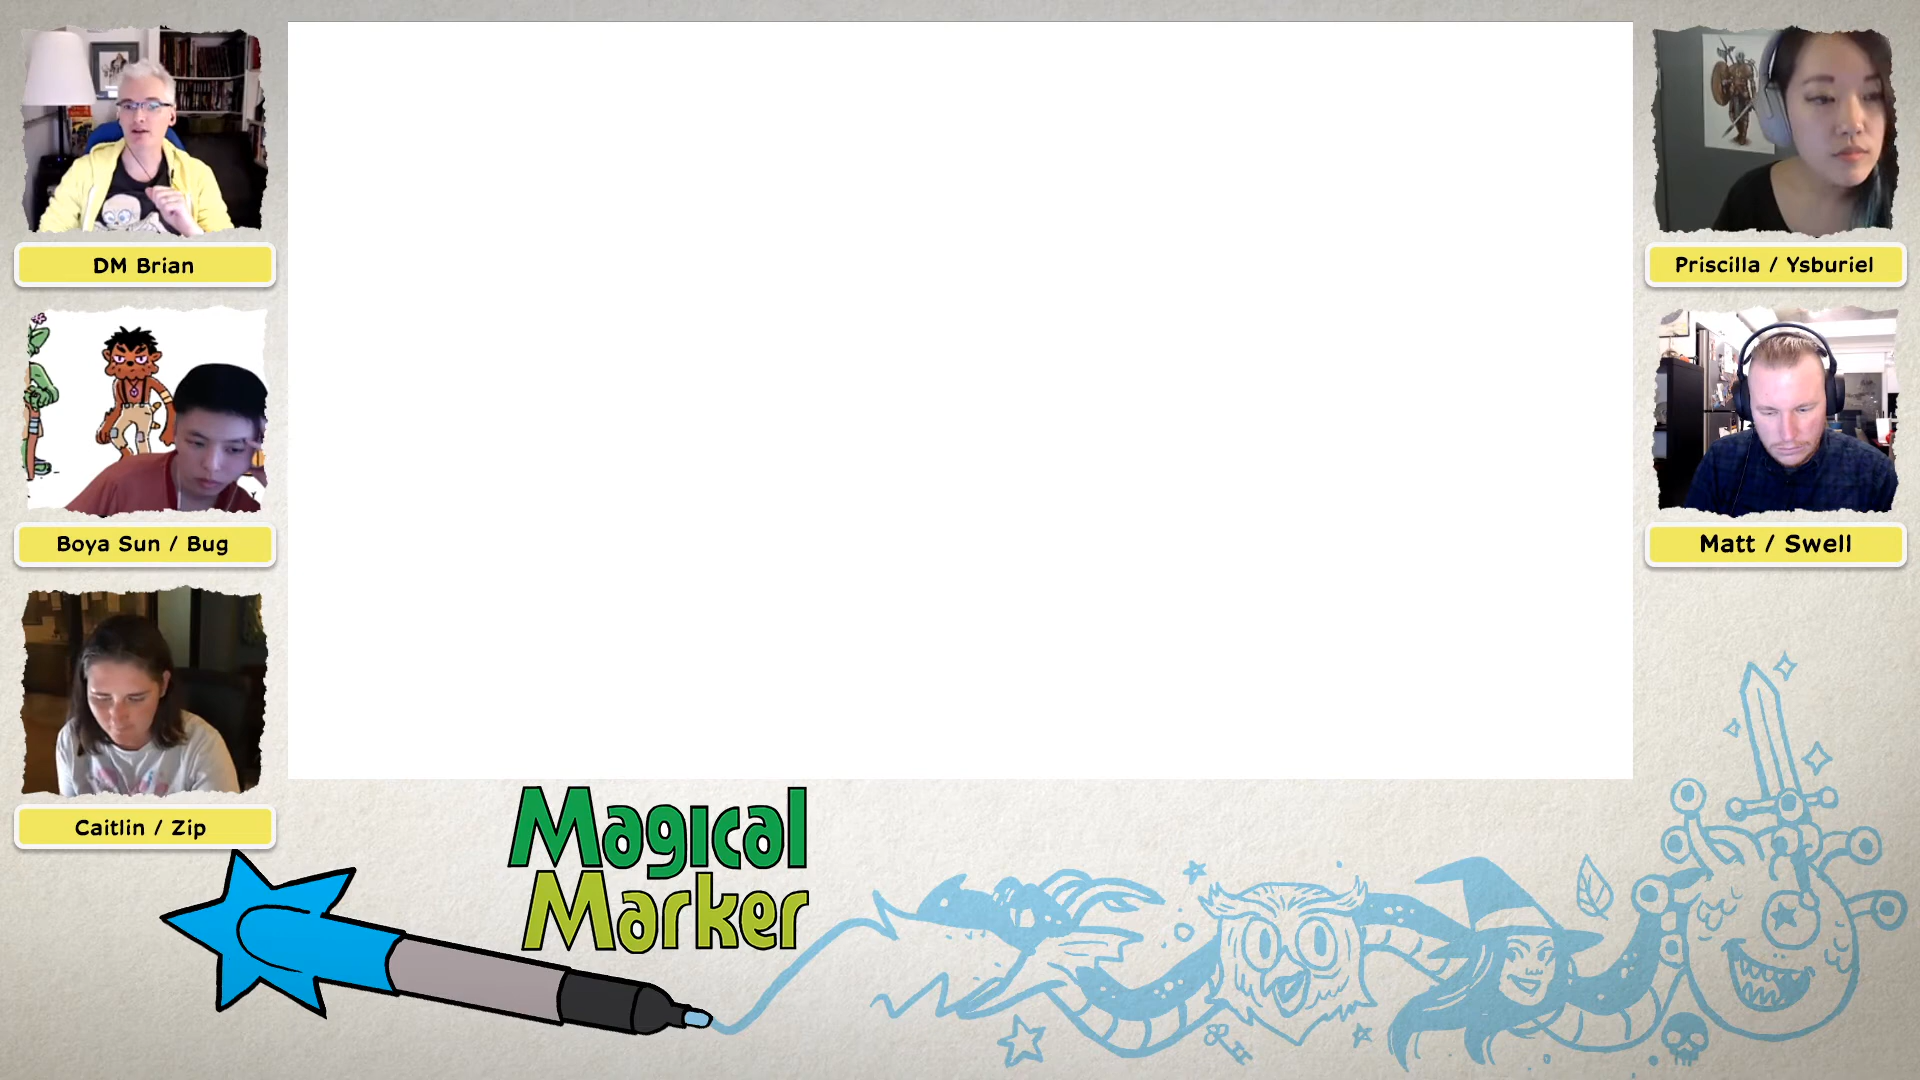 DM Brian
Priscilla / Ysburiel
Boya Sun / Bug
Matt / Swell
Caitlin / Zip
Magical
Marker